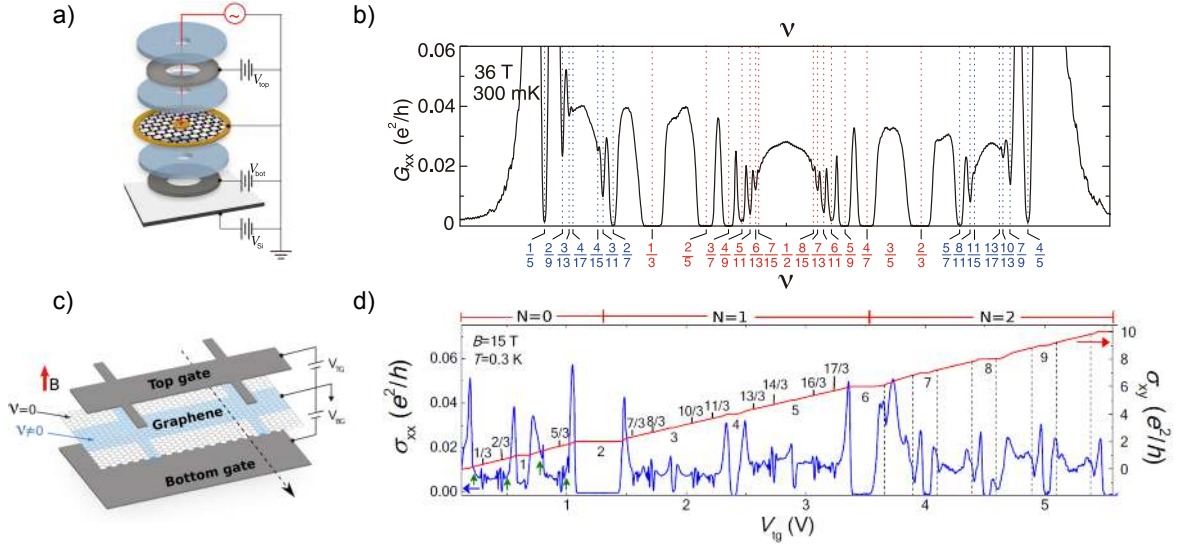 a)
~
V_top
V_bot
V_Si
b)
ν
0.06
0.04
0.02
0
G_xx (e²/h)
36 T
300 mK
1/5 2/9 3/13 4/17 4/15 3/11 2/7 1/3 2/5 3/7 4/9 5/11 6/13 7/15 1/2 8/15 7/13 6/11 5/9 4/7 3/5 2/3 5/7 8/11 11/15 13/17 10/13 7/9 4/5
ν
c)
B
Top gate
Graphene
Bottom gate
ν=0
ν≠0
V_TG
V_BG
d)
N=0 N=1 N=2
B=15 T
T=0.3 K
0.06
0.04
0.02
0.00
σ_xx (e²/h)
1/3 2/3 1 5/3 2 7/3 8/3 3 10/3 11/3 4 13/3 14/3 5 16/3 17/3 6 7 8 9
10
8
6
4
2
0
σ_xy (e²/h)
1 2 3 4 5
V_tg (V)